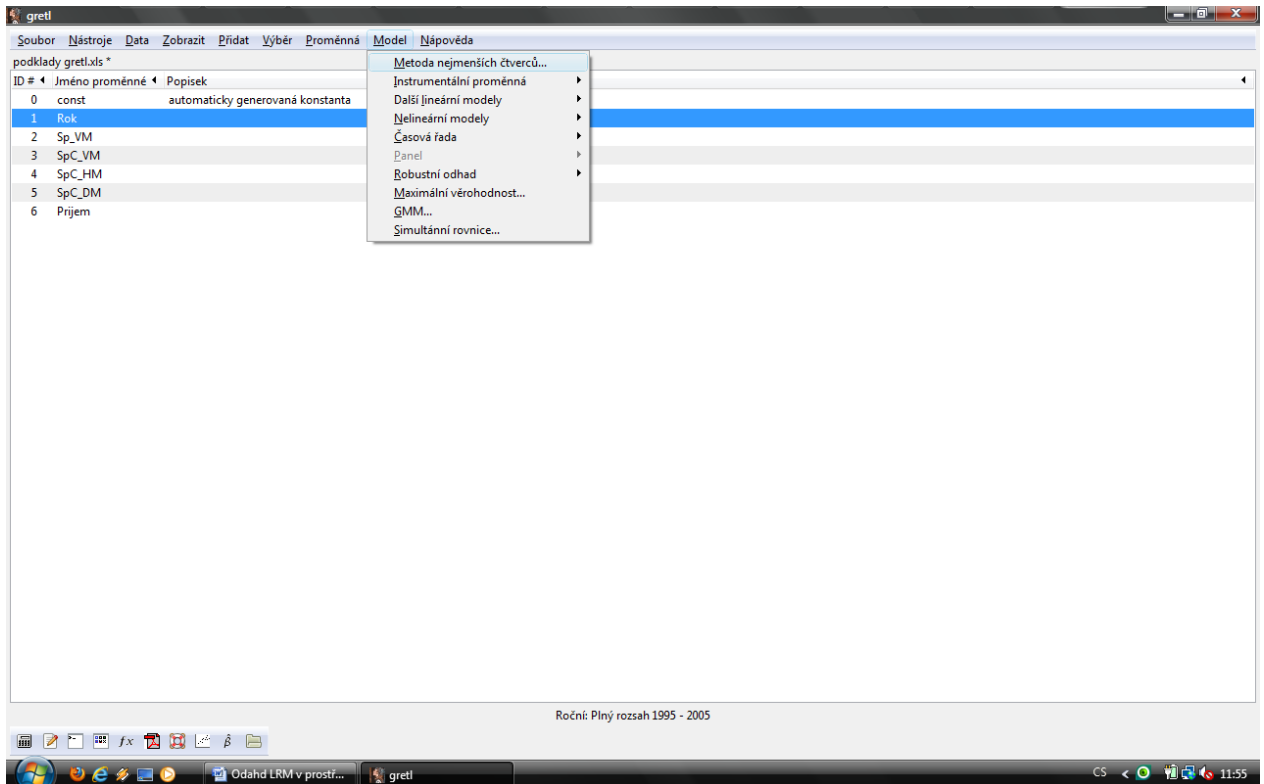 gretl
Soubor Nástroje Data Zobrazit Přidat Výběr Proměnná Model Nápověda
podklady gretl.xls *
ID # Jméno proměnné Popisek
0 const automaticky generovaná konstanta
1 Rok
2 Sp_VM
3 SpC_VM
4 SpC_HM
5 SpC_DM
6 Prijem
Metoda nejmenších čtverců...
Instrumentální proměnná
Další lineární modely
Nelineární modely
Časová řada
Panel
Robustní odhad
Maximální věrohodnost...
GMM...
Simultánní rovnice...
Roční: Plný rozsah 1995 - 2005
fx β̂
Odahd LRM v prostř...
gretl
CS
11:55